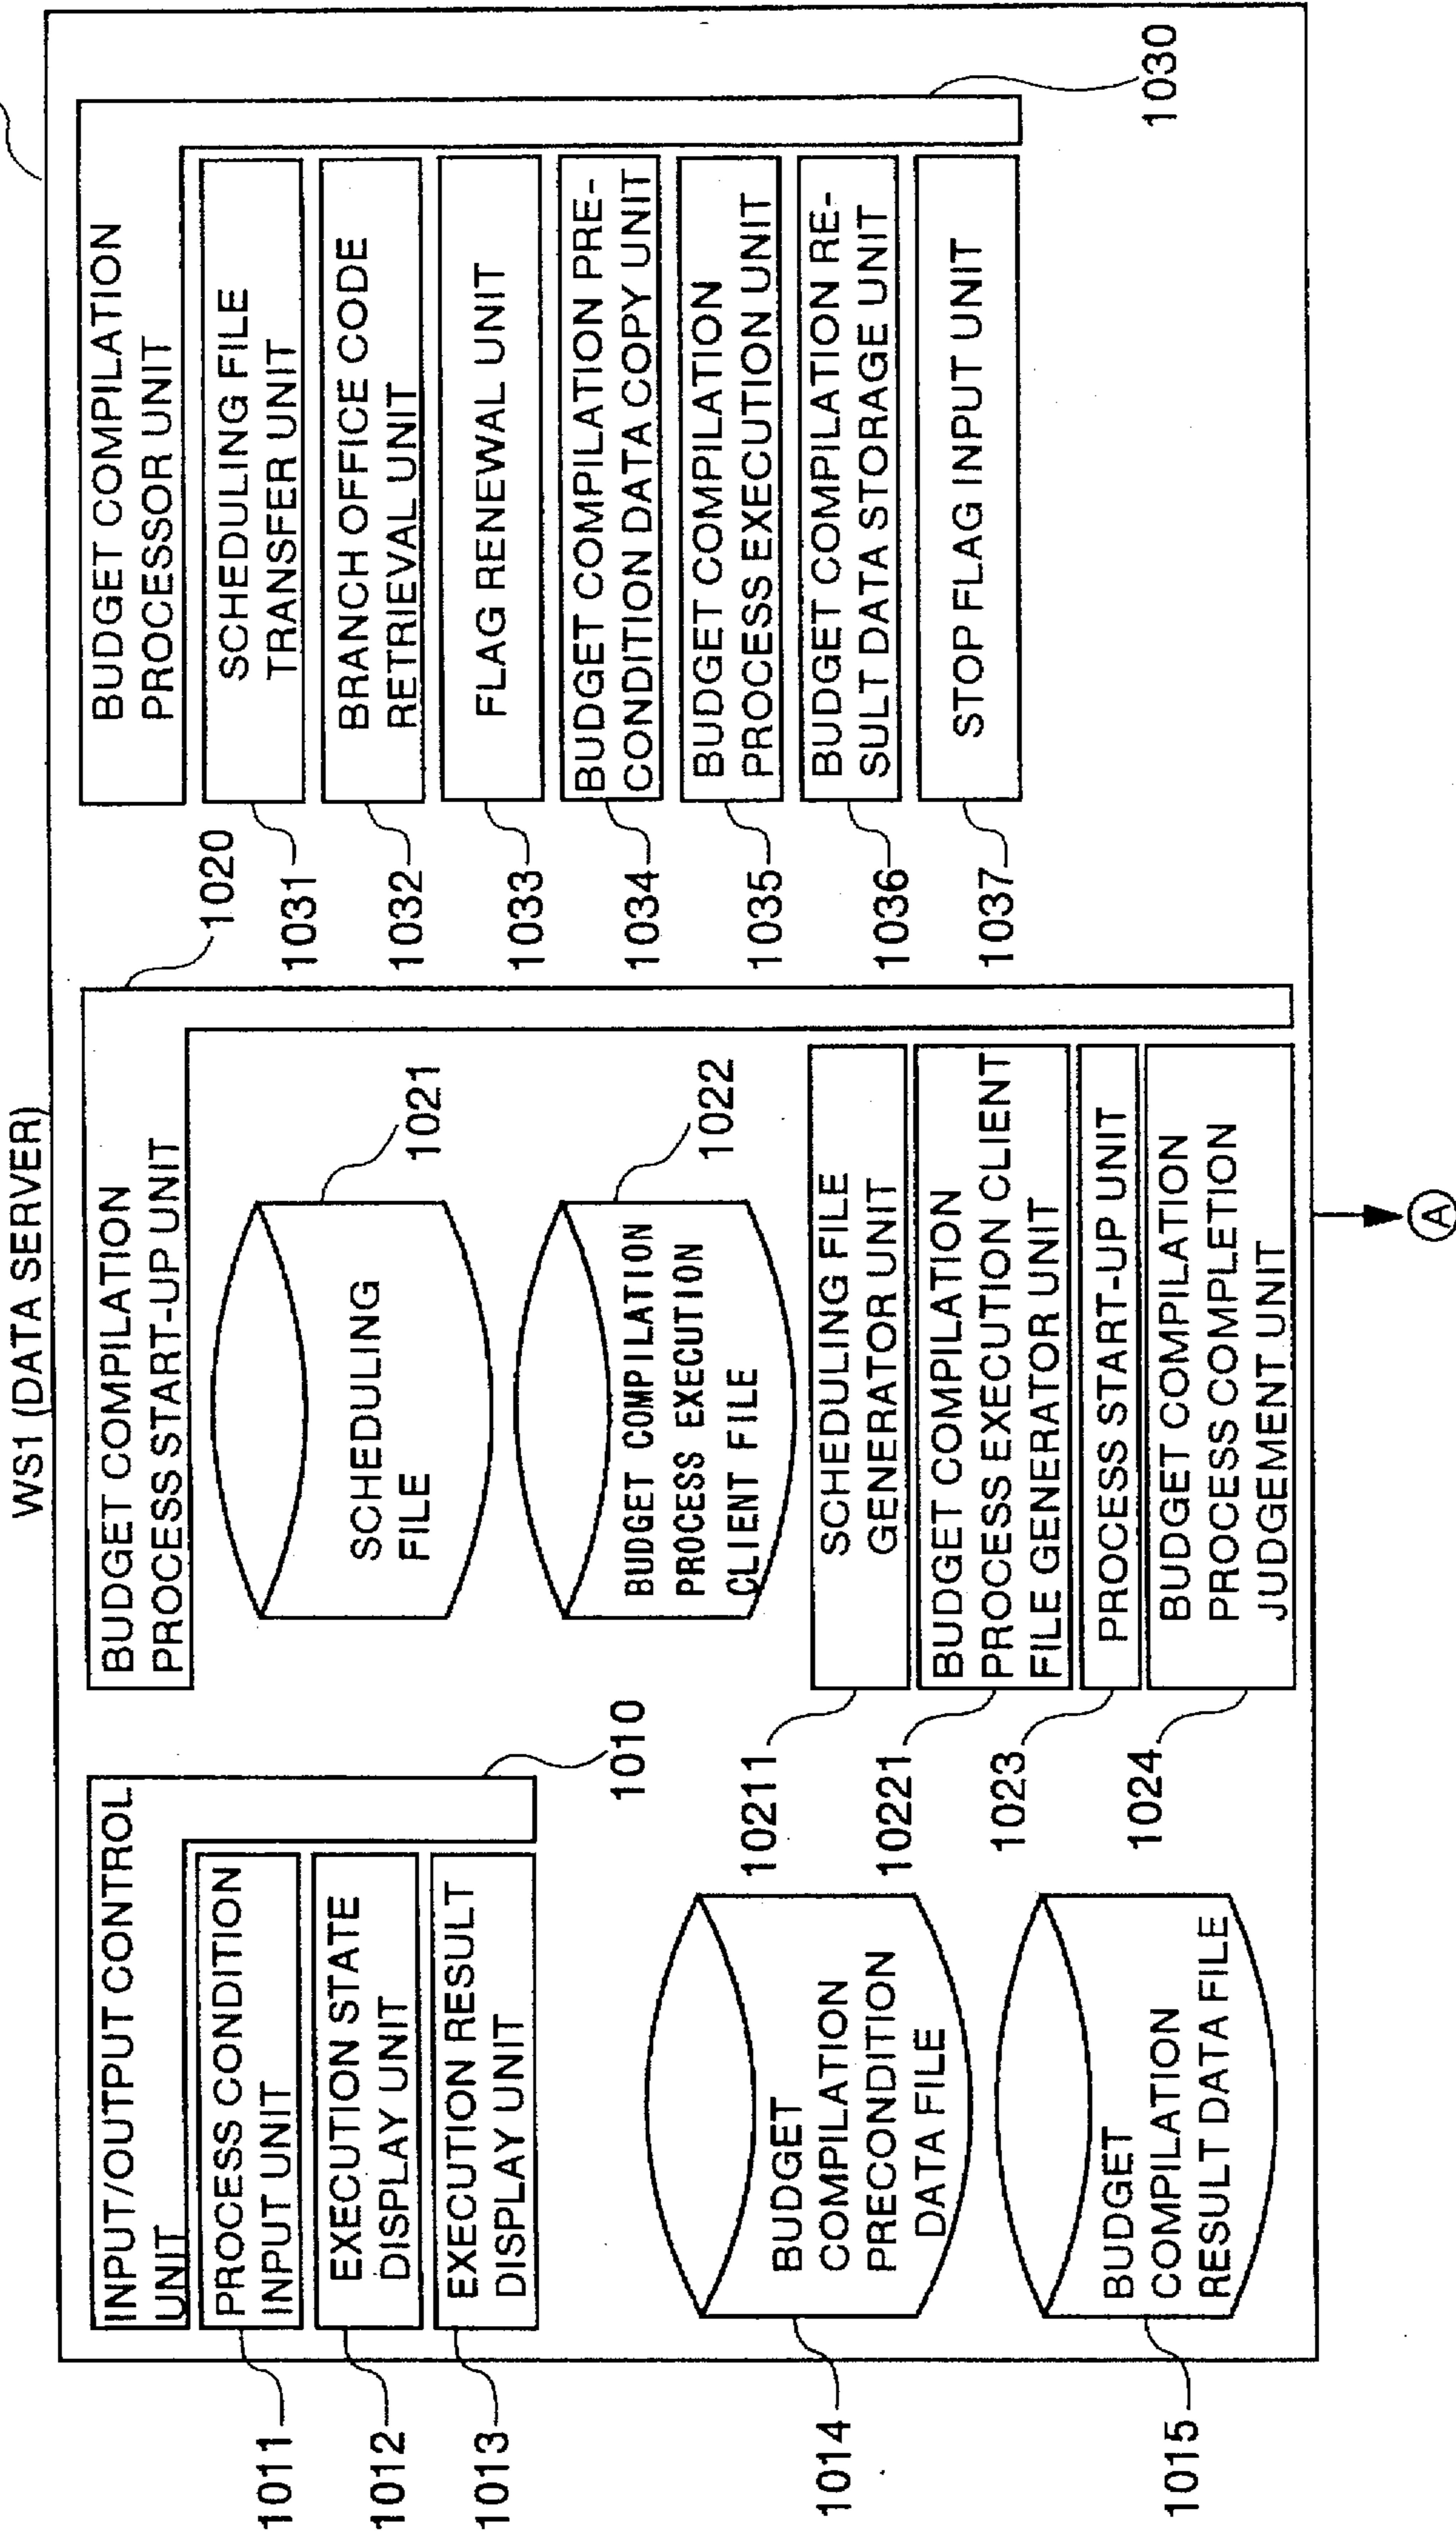 WS1 (DATA SERVER)
INPUT/OUTPUT CONTROL
UNIT
1010
1011
PROCESS CONDITION
INPUT UNIT
1012
EXECUTION STATE
DISPLAY UNIT
1013
EXECUTION RESULT
DISPLAY UNIT
1014
BUDGET
COMPILATION
PRECONDITION
DATA FILE
1015
BUDGET
COMPILATION
RESULT DATA FILE
BUDGET COMPILATION
PROCESS START-UP UNIT
1020
SCHEDULING
FILE
1021
BUDGET COMPILATION
PROCESS EXECUTION
CLIENT FILE
1022
10211
SCHEDULING FILE
GENERATOR UNIT
10221
BUDGET COMPILATION
PROCESS EXECUTION CLIENT
FILE GENERATOR UNIT
1023
PROCESS START-UP UNIT
1024
BUDGET COMPILATION
PROCESS COMPLETION
JUDGEMENT UNIT
BUDGET COMPILATION
PROCESSOR UNIT
1030
1031
SCHEDULING FILE
TRANSFER UNIT
1032
BRANCH OFFICE CODE
RETRIEVAL UNIT
1033
FLAG RENEWAL UNIT
1034
BUDGET COMPILATION PRE-
CONDITION DATA COPY UNIT
1035
BUDGET COMPILATION
PROCESS EXECUTION UNIT
1036
BUDGET COMPILATION RE-
SULT DATA STORAGE UNIT
1037
STOP FLAG INPUT UNIT
A